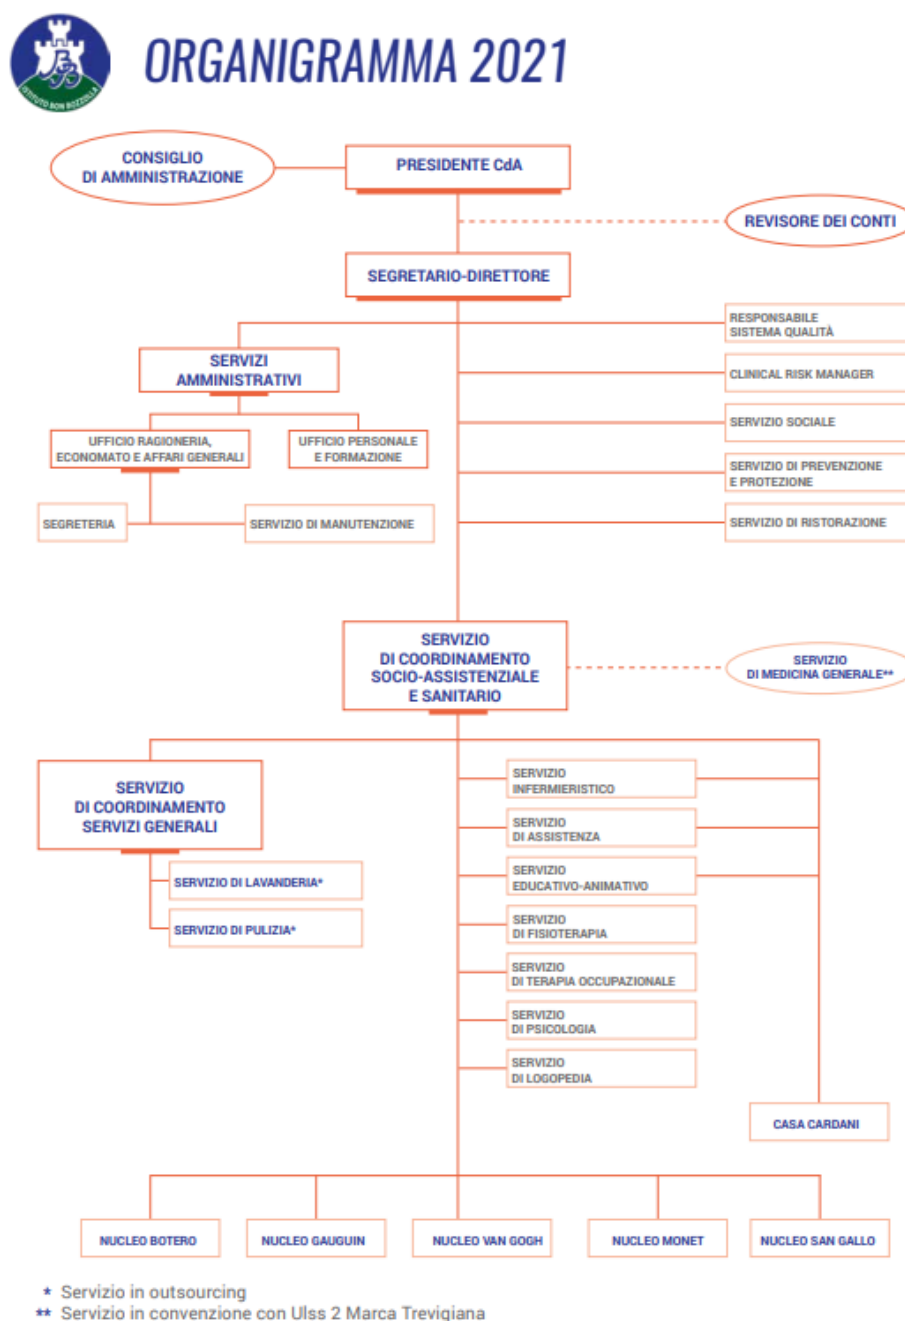 ISTITUTO BON BOZZOLLA
ORGANIGRAMMA 2021
CONSIGLIO
DI AMMINISTRAZIONE
PRESIDENTE CdA
REVISORE DEI CONTI
SEGRETARIO-DIRETTORE
RESPONSABILE
SISTEMA QUALITÀ
SERVIZI
AMMINISTRATIVI
CLINICAL RISK MANAGER
SERVIZIO SOCIALE
UFFICIO RAGIONERIA,
ECONOMATO E AFFARI GENERALI
UFFICIO PERSONALE
E FORMAZIONE
SERVIZIO DI PREVENZIONE
E PROTEZIONE
SEGRETERIA
SERVIZIO DI MANUTENZIONE
SERVIZIO DI RISTORAZIONE
SERVIZIO
DI COORDINAMENTO
SOCIO-ASSISTENZIALE
E SANITARIO
SERVIZIO
DI MEDICINA GENERALE**
SERVIZIO
DI COORDINAMENTO
SERVIZI GENERALI
SERVIZIO DI LAVANDERIA*
SERVIZIO DI PULIZIA*
SERVIZIO
INFERMIERISTICO
SERVIZIO
DI ASSISTENZA
SERVIZIO
EDUCATIVO-ANIMATIVO
SERVIZIO
DI FISIOTERAPIA
SERVIZIO
DI TERAPIA OCCUPAZIONALE
SERVIZIO
DI PSICOLOGIA
SERVIZIO
DI LOGOPEDIA
CASA CARDANI
NUCLEO BOTERO
NUCLEO GAUGUIN
NUCLEO VAN GOGH
NUCLEO MONET
NUCLEO SAN GALLO
* Servizio in outsourcing
** Servizio in convenzione con Ulss 2 Marca Trevigiana